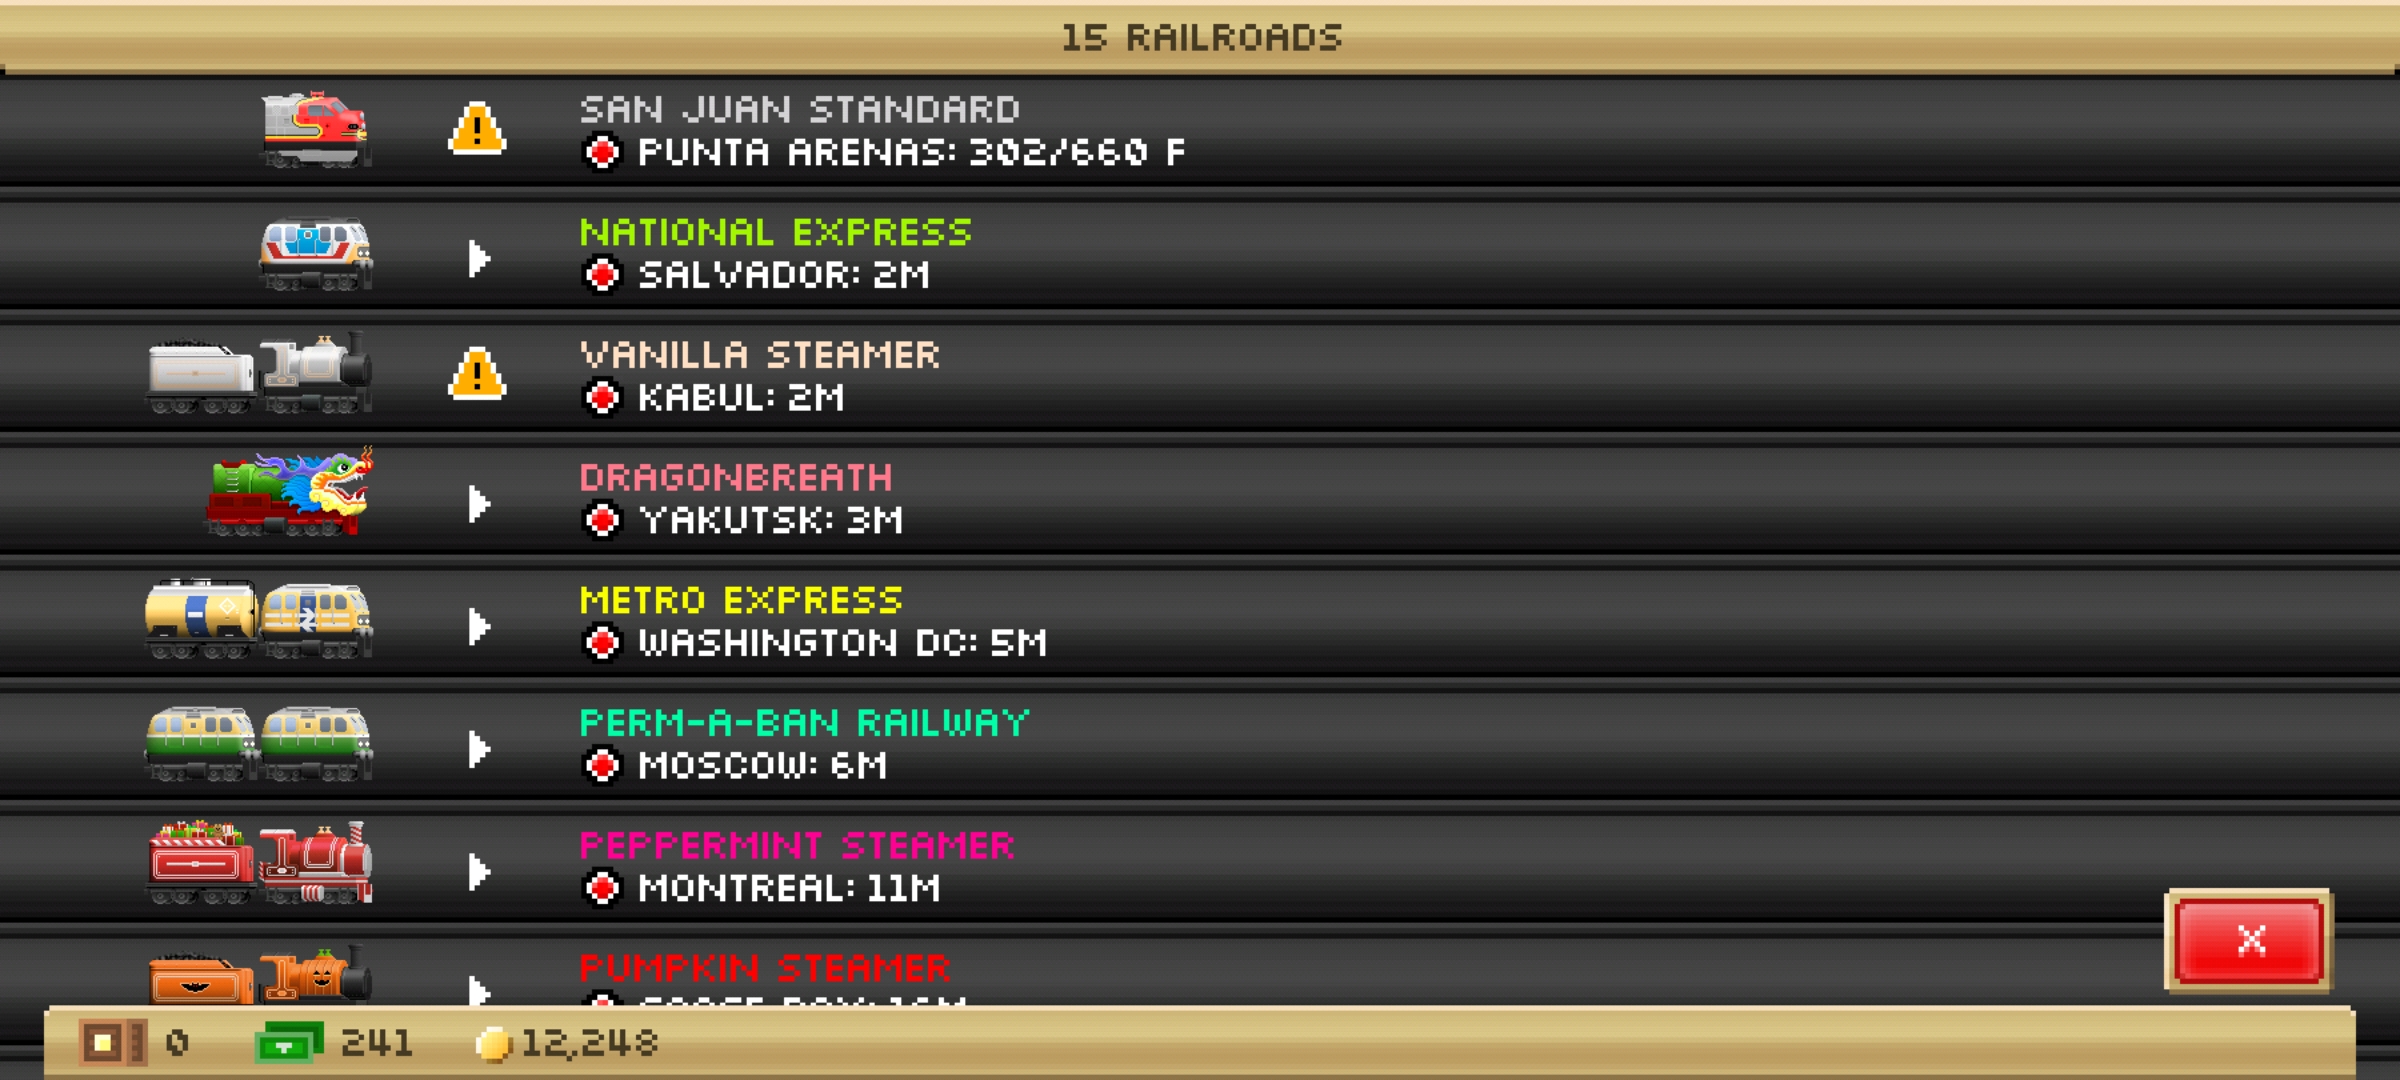 15 RAILROADS
SAN JUAN STANDARD
PUNTA ARENAS: 302/660 F
NATIONAL EXPRESS
SALVADOR: 2M
VANILLA STEAMER
KABUL: 2M
DRAGONBREATH
YAKUTSK: 3M
METRO EXPRESS
WASHINGTON DC: 5M
PERM-A-BAN RAILWAY
MOSCOW: 6M
PEPPERMINT STEAMER
MONTREAL: 11M
PUMPKIN STEAMER
X
0
241
12,248